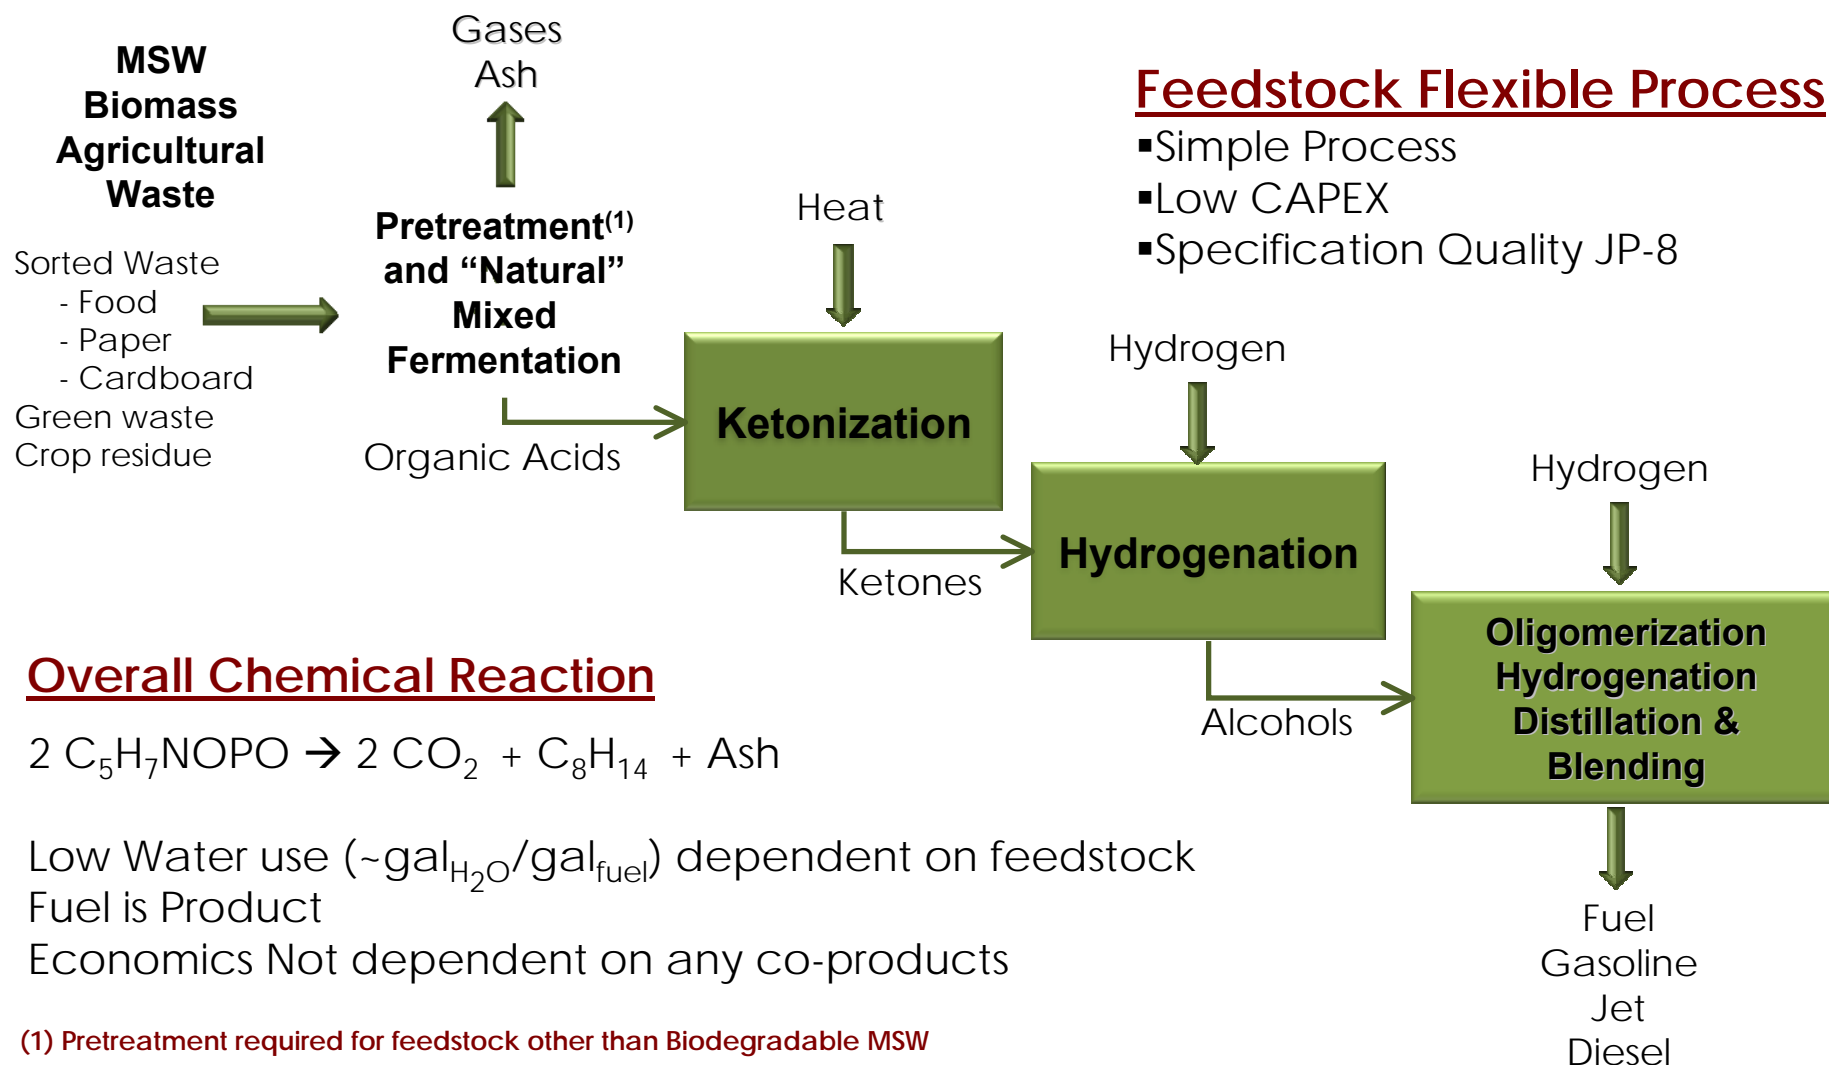 MSW
Biomass
Agricultural
Waste
Sorted Waste
- Food
- Paper
- Cardboard
Green waste
Crop residue
Gases
Ash
Pretreatment(1)
and “Natural”
Mixed
Fermentation
Organic Acids
Heat
Ketonization
Ketones
Hydrogen
Hydrogenation
Alcohols
Hydrogen
Oligomerization
Hydrogenation
Distillation &
Blending
Fuel
Gasoline
Jet
Diesel
Feedstock Flexible Process
▪Simple Process
▪Low CAPEX
▪Specification Quality JP-8
Overall Chemical Reaction
2 C₅H₇NOPO → 2 CO₂ + C₈H₁₄ + Ash
Low Water use (~gal_H₂O/gal_fuel) dependent on feedstock
Fuel is Product
Economics Not dependent on any co-products
(1) Pretreatment required for feedstock other than Biodegradable MSW